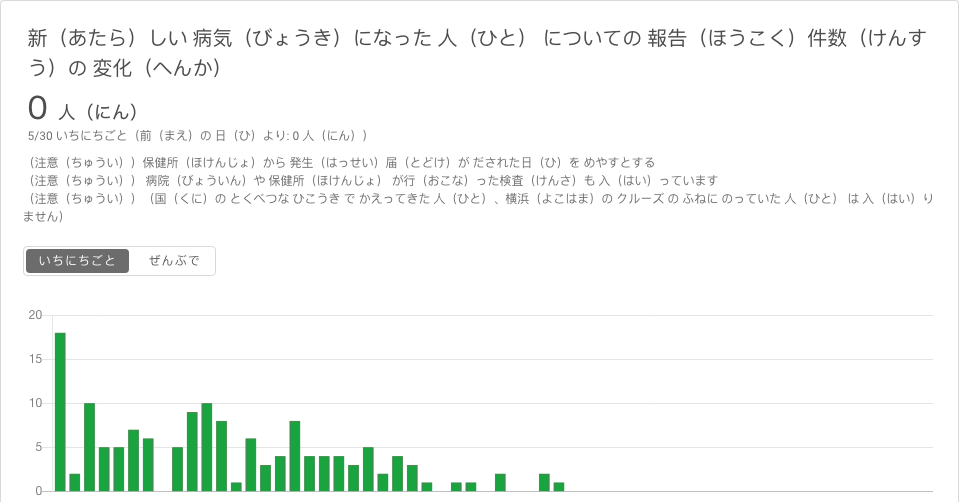 新（あたら）しい 病気（びょうき）になった 人（ひと） についての 報告（ほうこく）件数（けんす
う）の 変化（へんか）
0 人（にん）
5/30 いちにちごと（前（まえ）の 日（ひ）より: 0 人（にん））
（注意（ちゅうい））保健所（ほけんじょ）から 発生（はっせい）届（とどけ）が だされた日（ひ）を めやすとする
（注意（ちゅうい）） 病院（びょういん）や 保健所（ほけんじょ） が行（おこな）った検査（けんさ）も 入（はい）っています
（注意（ちゅうい））（国（くに）の とくべつな ひこうき で かえってきた 人（ひと）、横浜（よこはま）の クルーズ の ふねに のっていた 人（ひと） は 入（はい）り
ません）
いちにちごと ぜんぶで
20
15
10
5
0